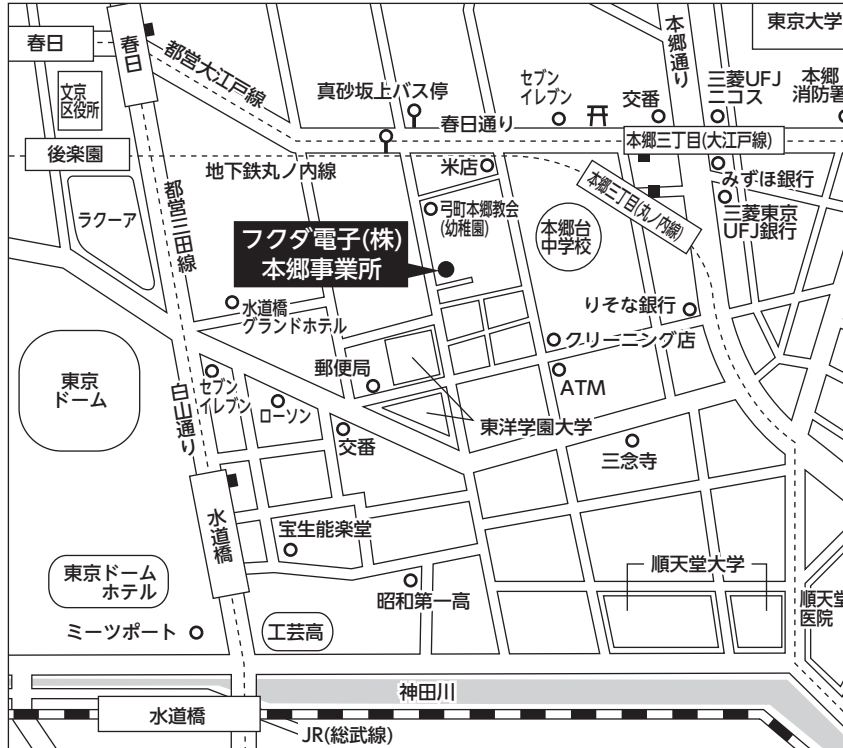 春日
春日
本郷通り
東京大学
都営大江戸線
文京
区役所
真砂坂上バス停
セブン
イレブン
交番
三菱UFJ
ニコス
本郷
消防署
春日通り
本郷三丁目(大江戸線)
後楽園
地下鉄丸ノ内線
米店
本郷三丁目(丸ノ内線)
みずほ銀行
ラクーア
都営三田線
弓町本郷教会
(幼稚園)
本郷台
中学校
三菱東京
UFJ銀行
フクダ電子(株)
本郷事業所
水道橋
グランドホテル
りそな銀行
クリーニング店
東京
ドーム
白山通り
セブン
イレブン
ローソン
郵便局
ATM
交番
東洋学園大学
三念寺
水道橋
宝生能楽堂
東京ドーム
ホテル
昭和第一高
順天堂大学
順天堂
医院
ミーツポート
工芸高
神田川
水道橋
JR(総武線)